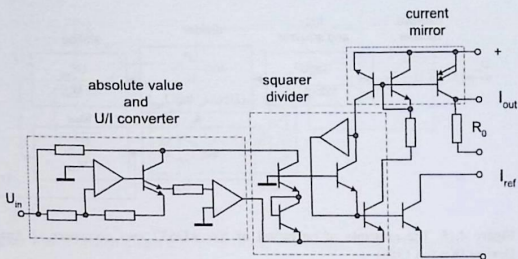 current
mirror
absolute value
and
U/I converter
squarer
divider
+
I_out
R_0
U_in
I_ref